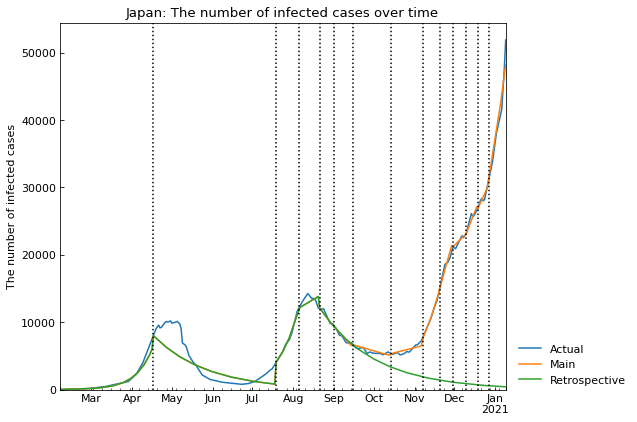 Japan: The number of infected cases over time
The number of infected cases
50000
40000
30000
20000
10000
0
Mar Apr May Jun Jul Aug Sep Oct Nov Dec Jan
2021
Actual
Main
Retrospective